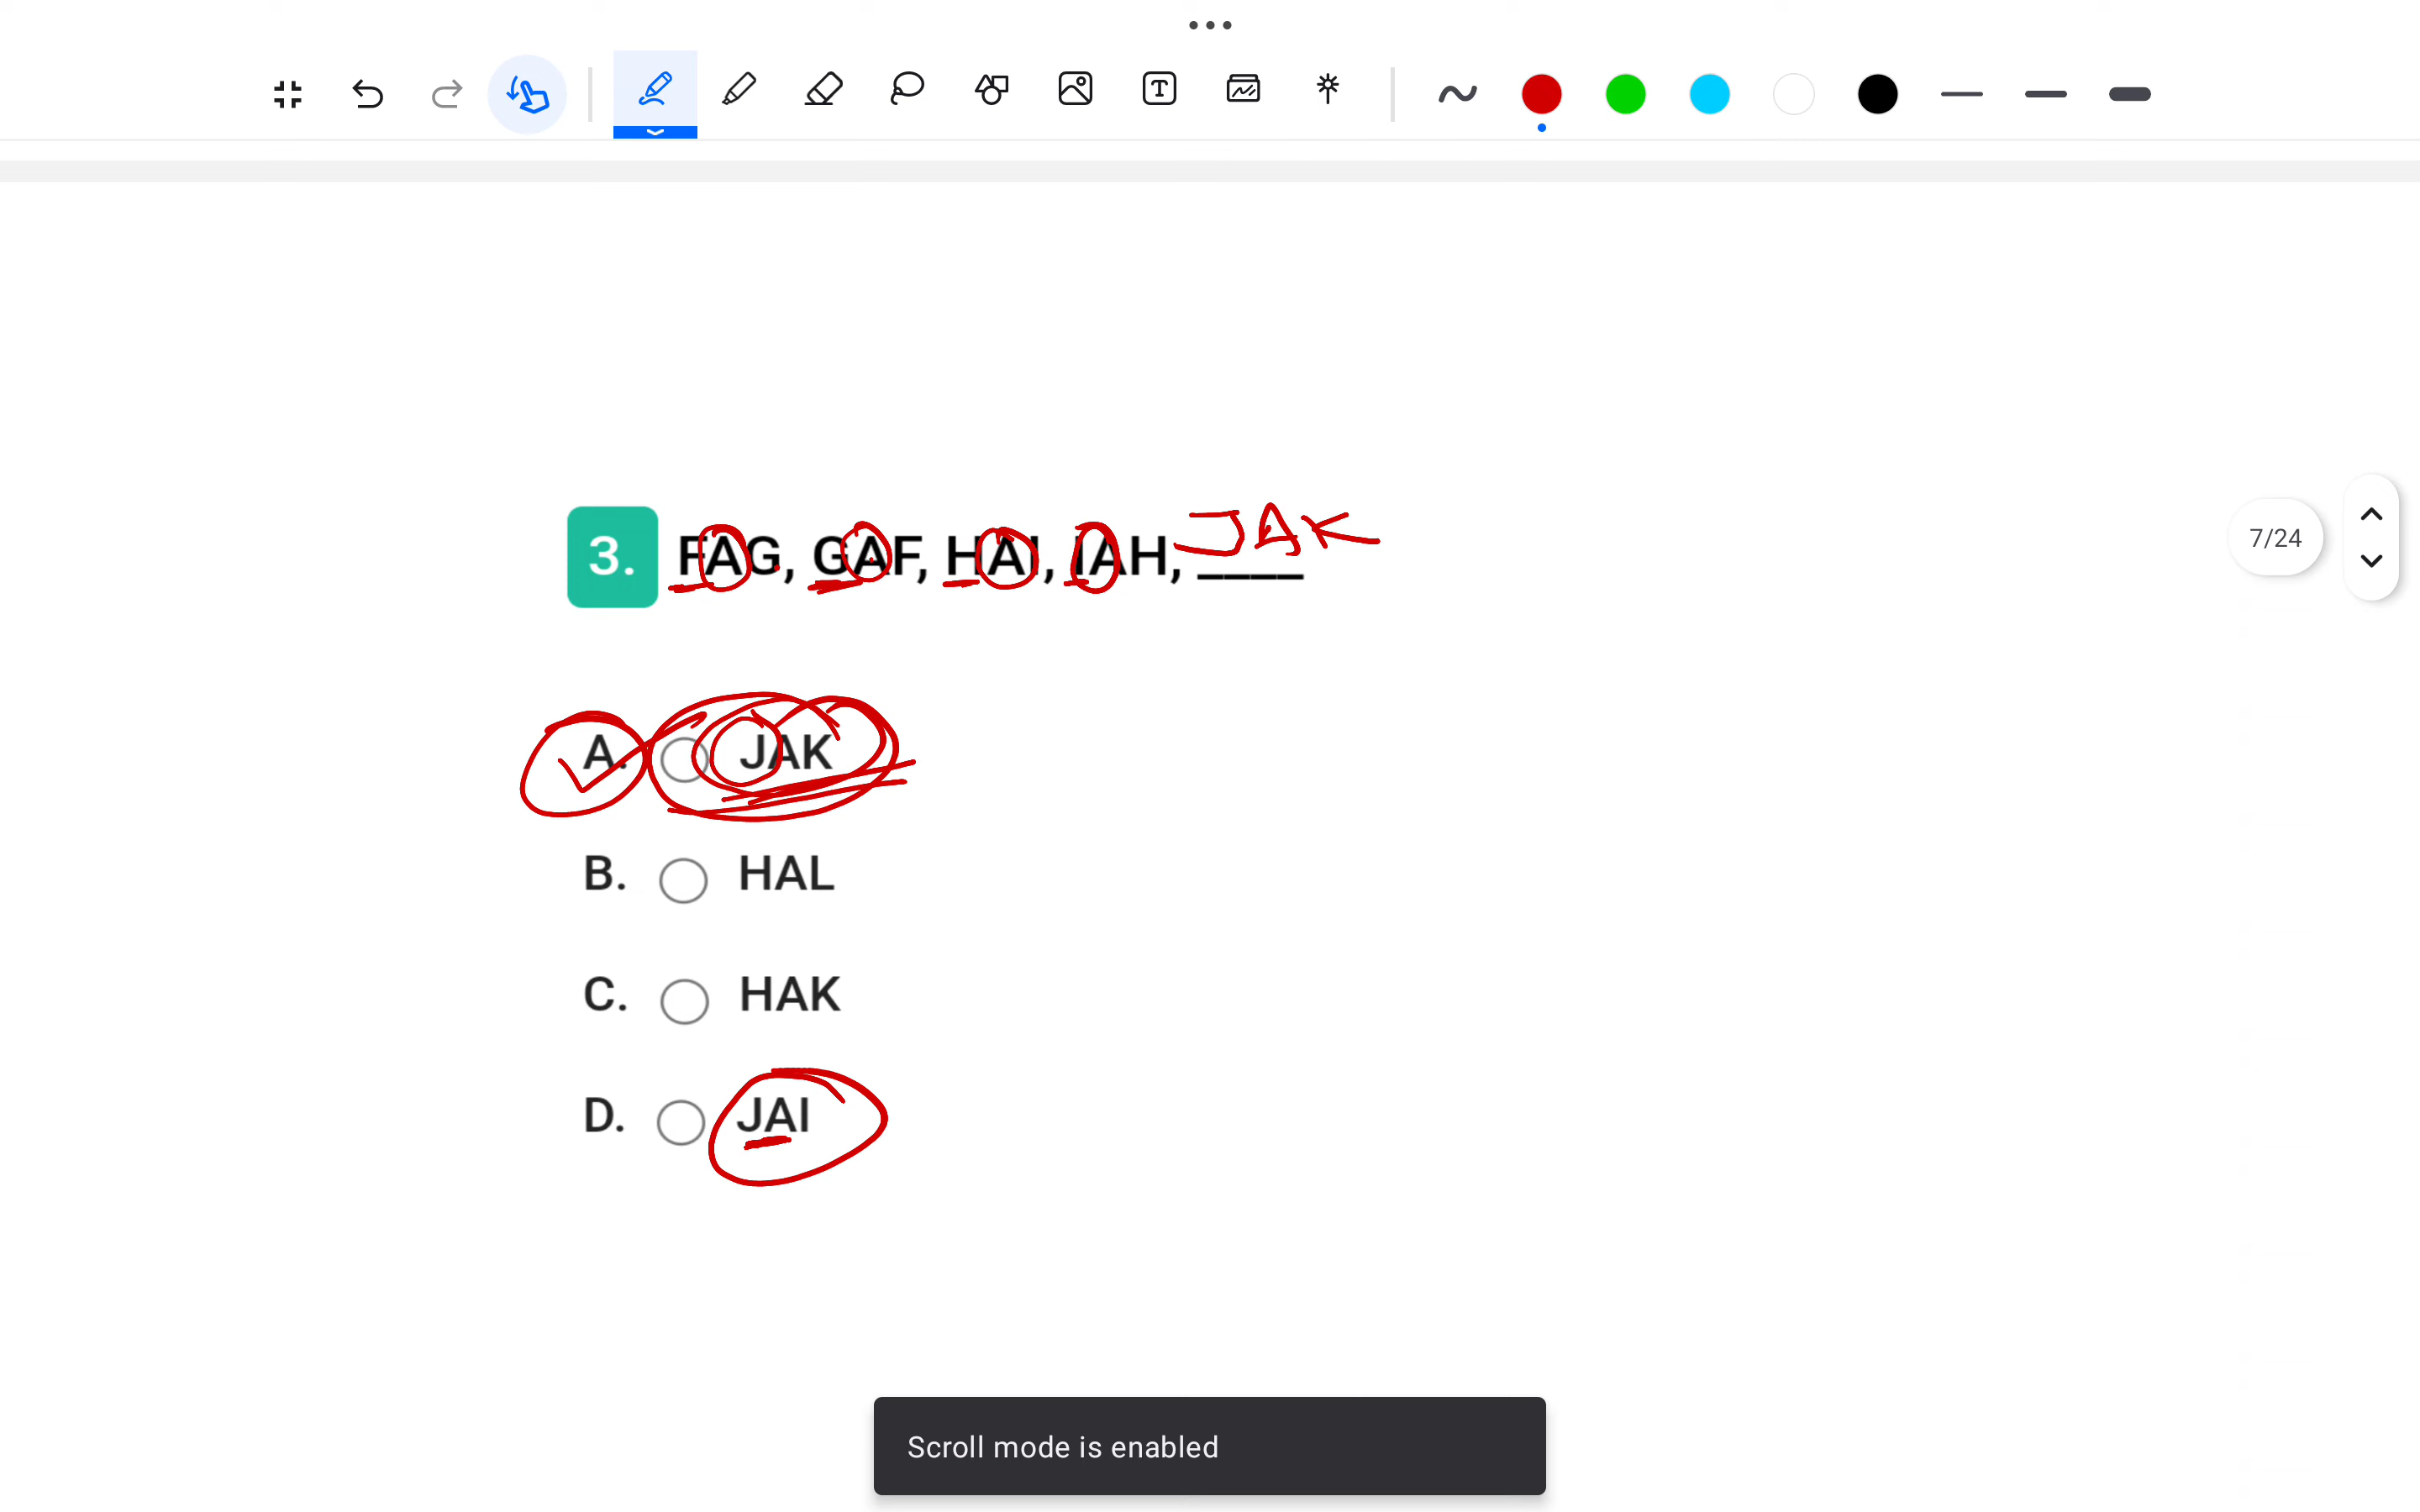 3. FAG, GAF, HAI, IAH, ____ JAK
7/24
A. JAK
B. HAL
C. HAK
D. JAI
Scroll mode is enabled